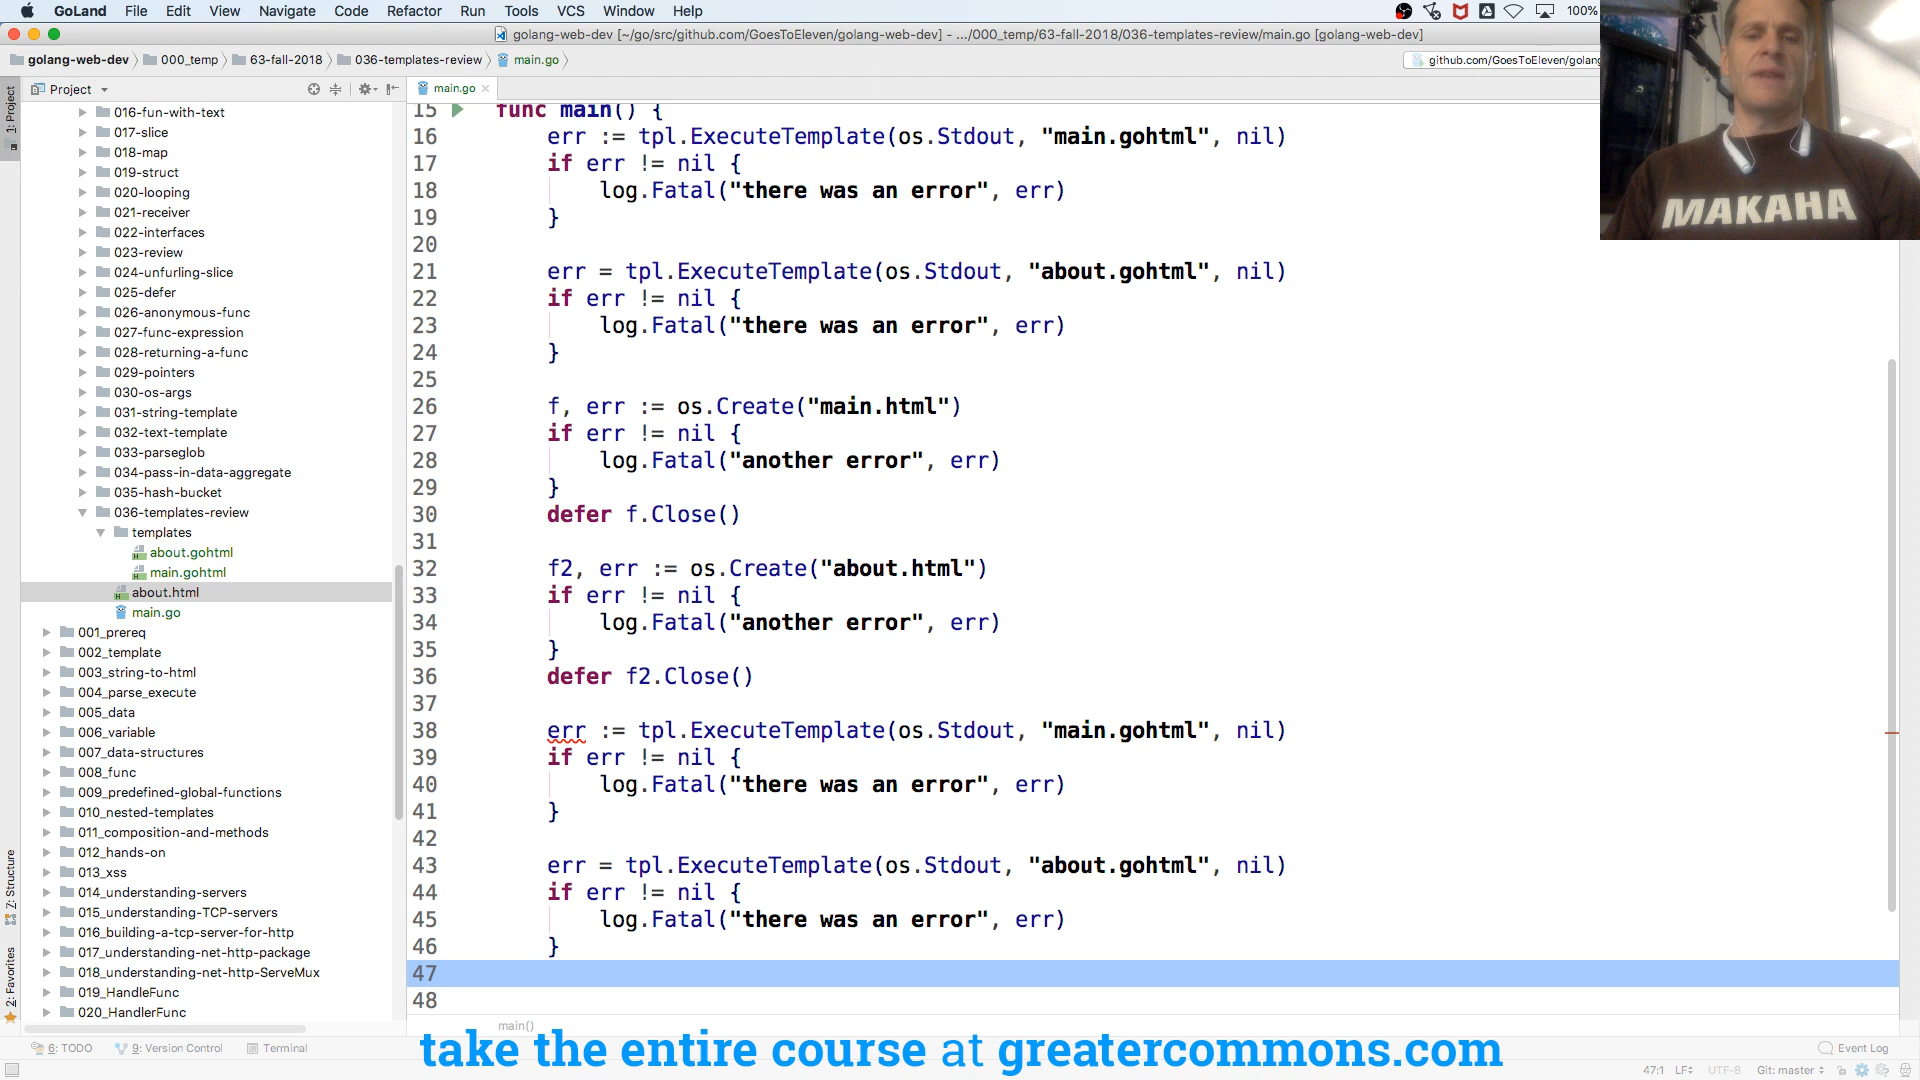 GoLand File Edit View Navigate Code Refactor Run Tools VCS Window Help 100%
golang-web-dev [~/go/src/github.com/GoesToEleven/golang-web-dev] - .../000_temp/63-fall-2018/036-templates-review/main.go [golang-web-dev]
golang-web-dev 000_temp 63-fall-2018 036-templates-review main.go github.com/GoesToEleven/golang
Project main.go
1: Project
016-fun-with-text
017-slice
018-map
019-struct
020-looping
021-receiver
022-interfaces
023-review
024-unfurling-slice
025-defer
026-anonymous-func
027-func-expression
028-returning-a-func
029-pointers
030-os-args
031-string-template
032-text-template
033-parseglob
034-pass-in-data-aggregate
035-hash-bucket
036-templates-review
templates
about.gohtml
main.gohtml
about.html
main.go
001_prereq
002_template
003_string-to-html
004_parse_execute
005_data
006_variable
007_data-structures
008_func
009_predefined-global-functions
010_nested-templates
011_composition-and-methods
012_hands-on
013_xss
014_understanding-servers
015_understanding-TCP-servers
016_building-a-tcp-server-for-http
017_understanding-net-http-package
018_understanding-net-http-ServeMux
019_HandleFunc
020_HandlerFunc
7: Structure
2: Favorites
15 func main() {
16 err := tpl.ExecuteTemplate(os.Stdout, "main.gohtml", nil)
17 if err != nil {
18 log.Fatal("there was an error", err)
19 }
20
21 err = tpl.ExecuteTemplate(os.Stdout, "about.gohtml", nil)
22 if err != nil {
23 log.Fatal("there was an error", err)
24 }
25
26 f, err := os.Create("main.html")
27 if err != nil {
28 log.Fatal("another error", err)
29 }
30 defer f.Close()
31
32 f2, err := os.Create("about.html")
33 if err != nil {
34 log.Fatal("another error", err)
35 }
36 defer f2.Close()
37
38 err := tpl.ExecuteTemplate(os.Stdout, "main.gohtml", nil)
39 if err != nil {
40 log.Fatal("there was an error", err)
41 }
42
43 err = tpl.ExecuteTemplate(os.Stdout, "about.gohtml", nil)
44 if err != nil {
45 log.Fatal("there was an error", err)
46 }
47
48
main()
MAKAHA
take the entire course at greatercommons.com
6: TODO 9: Version Control Terminal Event Log
47:1 LF UTF-8 Git: master